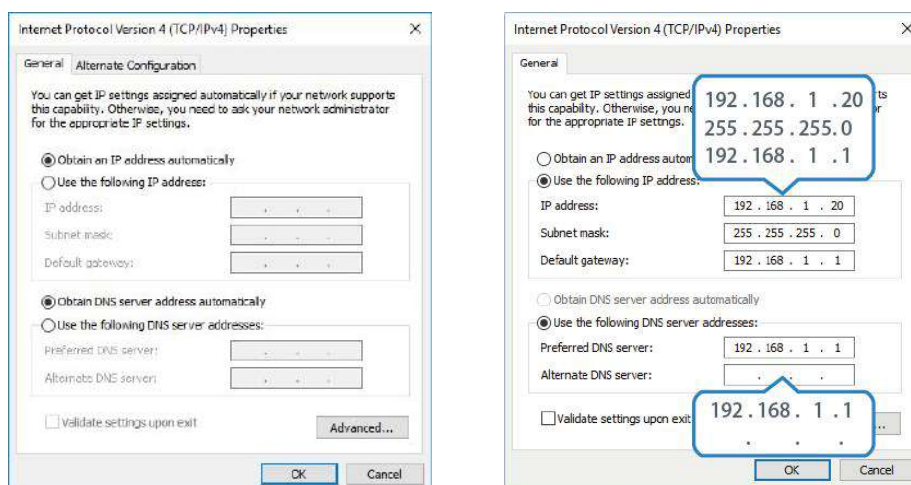 Internet Protocol Version 4 (TCP/IPv4) Properties
General
Alternate Configuration
You can get IP settings assigned automatically if your network supports
this capability. Otherwise, you need to ask your network administrator
for the appropriate IP settings.
Obtain an IP address automatically
Use the following IP address:
IP address:
Subnet mask:
Default gateway:
Obtain DNS server address automatically
Use the following DNS server addresses:
Preferred DNS server:
Alternate DNS server:
Validate settings upon exit
Advanced...
OK
Cancel
Internet Protocol Version 4 (TCP/IPv4) Properties
General
You can get IP settings assigned
this capability. Otherwise, you
for the appropriate IP settings.
192.168. 1 .20
255.255.255.0
192.168. 1 .1
Obtain an IP address
Use the following IP address:
IP address: 192 . 168 . 1 . 20
Subnet mask: 255 . 255 . 255 . 0
Default gateway: 192 . 168 . 1 . 1
Obtain DNS server address automatically
Use the following DNS server addresses:
Preferred DNS server: 192 . 168 . 1 . 1
Alternate DNS server: . . .
Validate settings upon exit
192.168. 1 .1
. . .
OK
Cancel